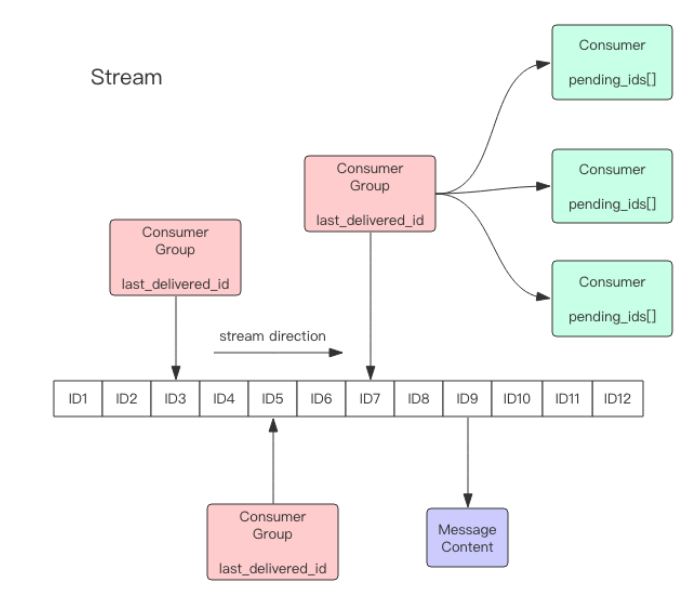 Stream
Consumer
pending_ids[]
Consumer
Group
last_delivered_id
Consumer
pending_ids[]
Consumer
Group
last_delivered_id
Consumer
pending_ids[]
stream direction
ID1 ID2 ID3 ID4 ID5 ID6 ID7 ID8 ID9 ID10 ID11 ID12
Consumer
Group
last_delivered_id
Message
Content